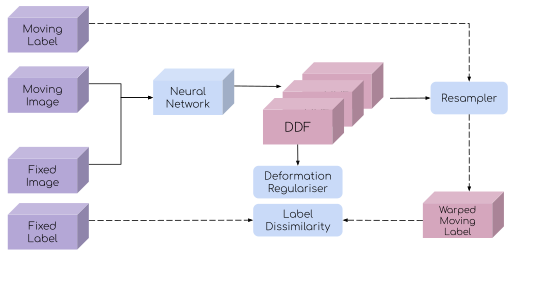 Moving
Label
Moving
Image
Neural
Network
DDF
Resampler
Fixed
Image
Deformation
Regulariser
Fixed
Label
Label
Dissimilarity
Warped
Moving
Label